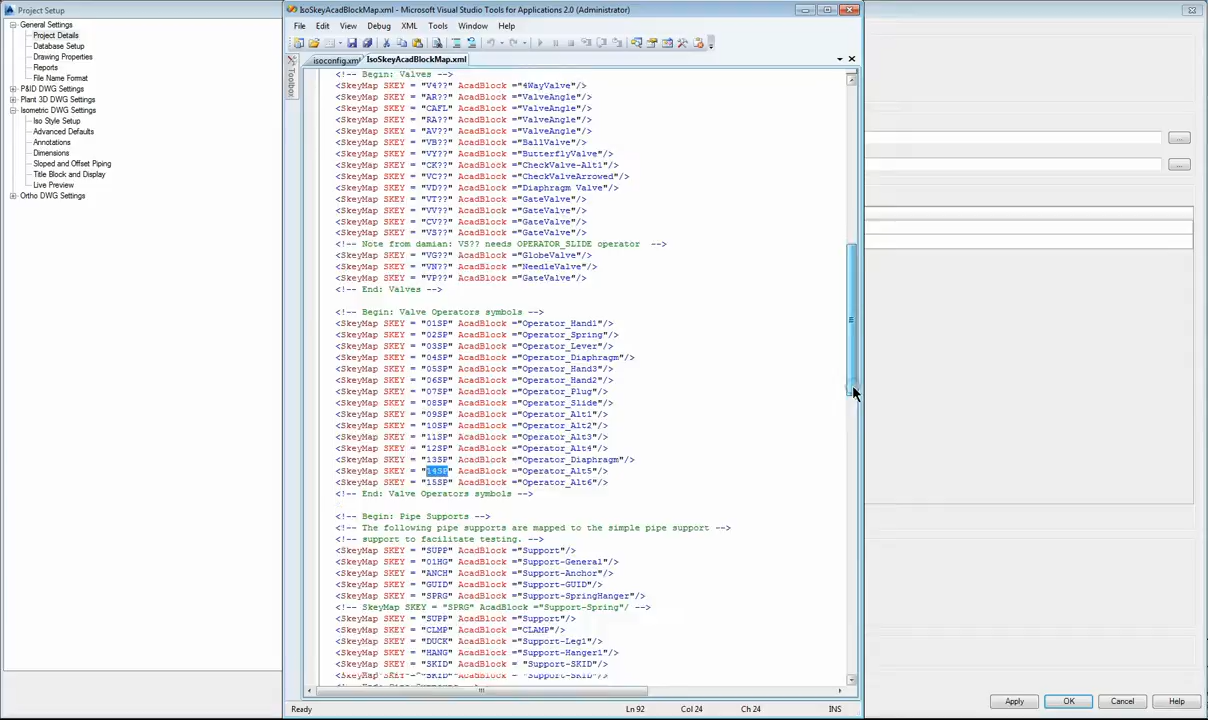 Project Setup
General Settings
Project Details
Database Setup
Drawing Properties
Reports
File Name Format
P&ID DWG Settings
Plant 3D DWG Settings
Isometric DWG Settings
Iso Style Setup
Advanced Defaults
Annotations
Dimensions
Sloped and Offset Piping
Title Block and Display
Live Preview
Ortho DWG Settings
IsoSkeyAcadBlockMap.xml - Microsoft Visual Studio Tools for Applications 2.0 (Administrator)
File Edit View Debug XML Tools Window Help
Toolbox
isoconfig.xml IsoSkeyAcadBlockMap.xml
<!-- Begin: Valves -->
<SkeyMap SKEY = "V4??" AcadBlock ="4WayValve"/>
<SkeyMap SKEY = "AR??" AcadBlock ="ValveAngle"/>
<SkeyMap SKEY = "CAFL" AcadBlock ="ValveAngle"/>
<SkeyMap SKEY = "RA??" AcadBlock ="ValveAngle"/>
<SkeyMap SKEY = "AV??" AcadBlock ="ValveAngle"/>
<SkeyMap SKEY = "VB??" AcadBlock ="BallValve"/>
<SkeyMap SKEY = "VY??" AcadBlock ="ButterflyValve"/>
<SkeyMap SKEY = "CK??" AcadBlock ="CheckValve-Alt1"/>
<SkeyMap SKEY = "VC??" AcadBlock ="CheckValveArrowed"/>
<SkeyMap SKEY = "VD??" AcadBlock ="Diaphragm Valve"/>
<SkeyMap SKEY = "VT??" AcadBlock ="GateValve"/>
<SkeyMap SKEY = "VV??" AcadBlock ="GateValve"/>
<SkeyMap SKEY = "CV??" AcadBlock ="GateValve"/>
<SkeyMap SKEY = "VS??" AcadBlock ="GateValve"/>
<!-- Note from damian: VS?? needs OPERATOR_SLIDE operator -->
<SkeyMap SKEY = "VG??" AcadBlock ="GlobeValve"/>
<SkeyMap SKEY = "VN??" AcadBlock ="NeedleValve"/>
<SkeyMap SKEY = "VP??" AcadBlock ="GateValve"/>
<!-- End: Valves -->
<!-- Begin: Valve Operators symbols -->
<SkeyMap SKEY = "01SP" AcadBlock ="Operator_Hand1"/>
<SkeyMap SKEY = "02SP" AcadBlock ="Operator_Spring"/>
<SkeyMap SKEY = "03SP" AcadBlock ="Operator_Lever"/>
<SkeyMap SKEY = "04SP" AcadBlock ="Operator_Diaphragm"/>
<SkeyMap SKEY = "05SP" AcadBlock ="Operator_Hand3"/>
<SkeyMap SKEY = "06SP" AcadBlock ="Operator_Hand2"/>
<SkeyMap SKEY = "07SP" AcadBlock ="Operator_Plug"/>
<SkeyMap SKEY = "08SP" AcadBlock ="Operator_Slide"/>
<SkeyMap SKEY = "09SP" AcadBlock ="Operator_Alt1"/>
<SkeyMap SKEY = "10SP" AcadBlock ="Operator_Alt2"/>
<SkeyMap SKEY = "11SP" AcadBlock ="Operator_Alt3"/>
<SkeyMap SKEY = "12SP" AcadBlock ="Operator_Alt4"/>
<SkeyMap SKEY = "13SP" AcadBlock ="Operator_Diaphragm"/>
<SkeyMap SKEY = "14SP" AcadBlock ="Operator_Alt5"/>
<SkeyMap SKEY = "15SP" AcadBlock ="Operator_Alt6"/>
<!-- End: Valve Operators symbols -->
<!-- Begin: Pipe Supports -->
<!-- The following pipe supports are mapped to the simple pipe support -->
<!-- support to facilitate testing. -->
<SkeyMap SKEY = "SUPP" AcadBlock ="Support"/>
<SkeyMap SKEY = "01HG" AcadBlock ="Support-General"/>
<SkeyMap SKEY = "ANCH" AcadBlock ="Support-Anchor"/>
<SkeyMap SKEY = "GUID" AcadBlock ="Support-GUID"/>
<SkeyMap SKEY = "SPRG" AcadBlock ="Support-SpringHanger"/>
<!-- SkeyMap SKEY = "SPRG" AcadBlock ="Support-Spring"/ -->
<SkeyMap SKEY = "SUPP" AcadBlock ="Support"/>
<SkeyMap SKEY = "CLMP" AcadBlock ="CLAMP"/>
<SkeyMap SKEY = "DUCK" AcadBlock ="Support-Leg1"/>
<SkeyMap SKEY = "HANG" AcadBlock ="Support-Hanger1"/>
<SkeyMap SKEY = "SKID" AcadBlock = "Support-SKID"/>
<SkeyMap SKEY = "SKID" AcadBlock = "Support-SKID"/>
Ready Ln 92 Col 24 Ch 24 INS
Apply OK Cancel Help